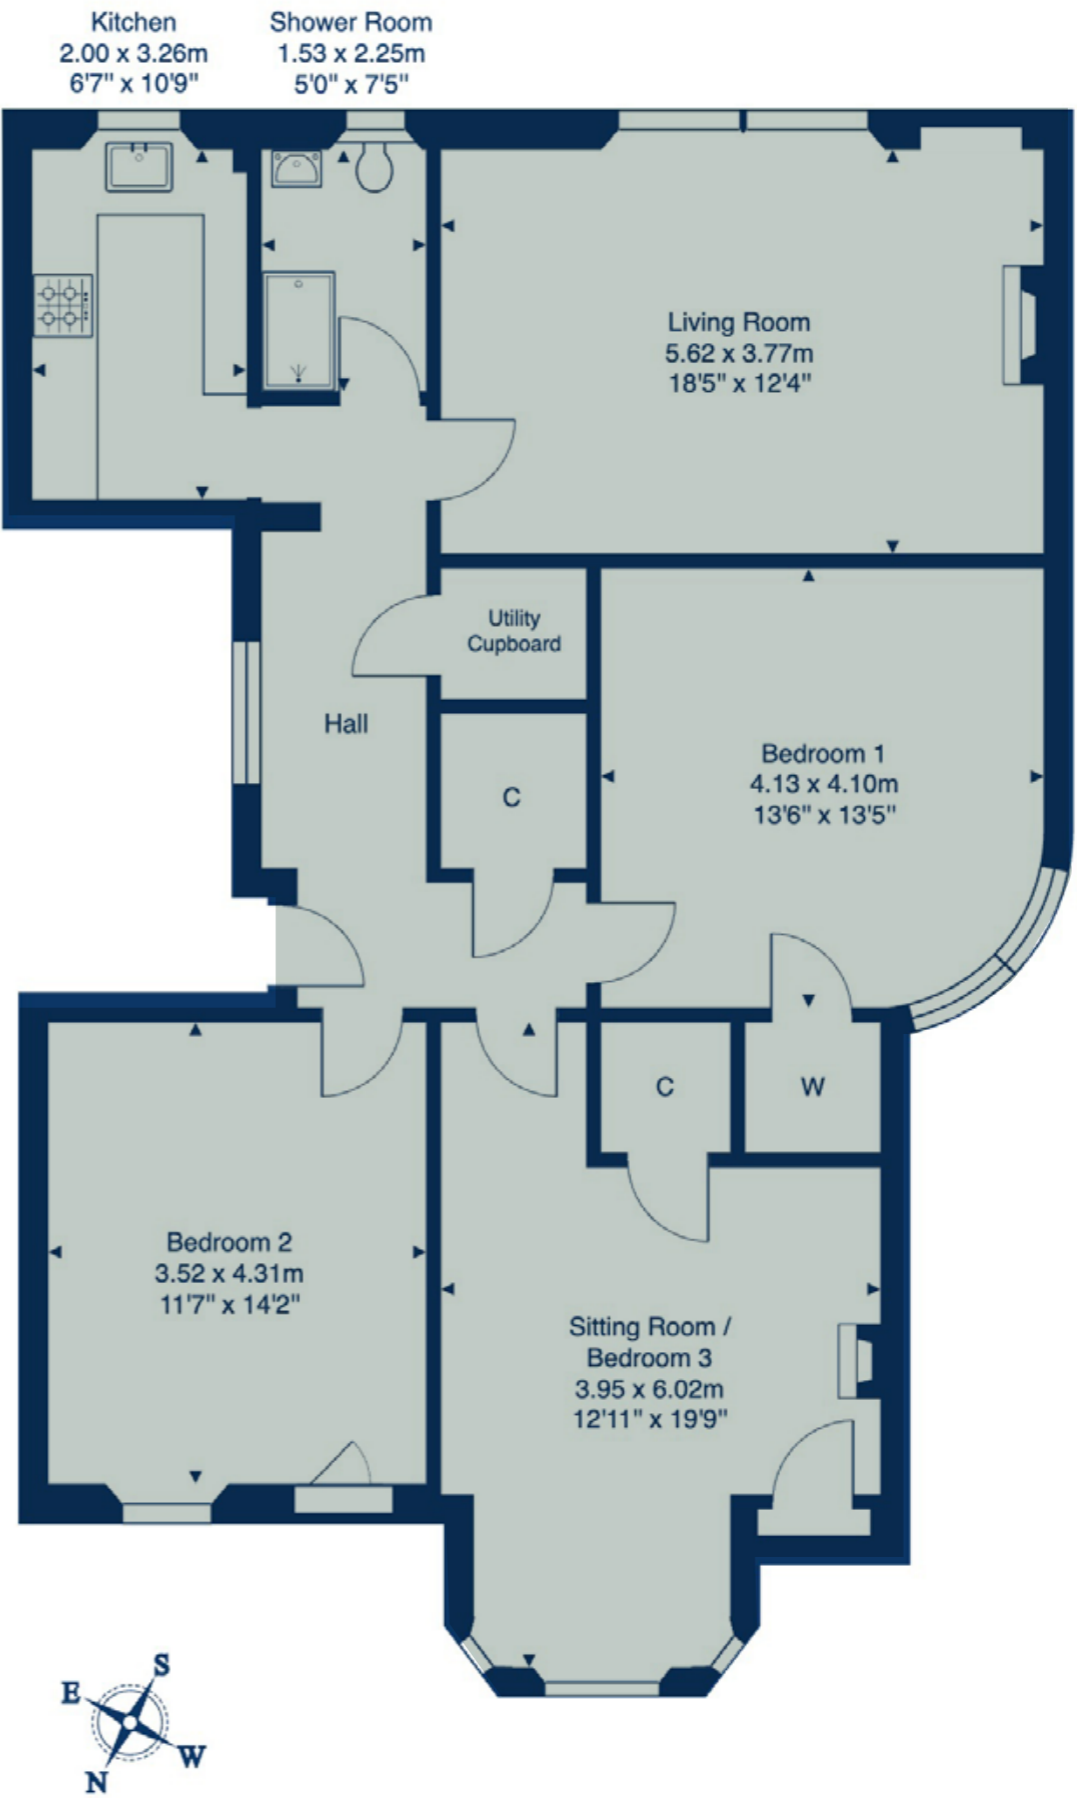 Kitchen
2.00 x 3.26m
6'7" x 10'9"
Shower Room
1.53 x 2.25m
5'0" x 7'5"
Living Room
5.62 x 3.77m
18'5" x 12'4"
Utility
Cupboard
Hall
C
Bedroom 1
4.13 x 4.10m
13'6" x 13'5"
C
W
Bedroom 2
3.52 x 4.31m
11'7" x 14'2"
Sitting Room /
Bedroom 3
3.95 x 6.02m
12'11" x 19'9"
S
E
W
N